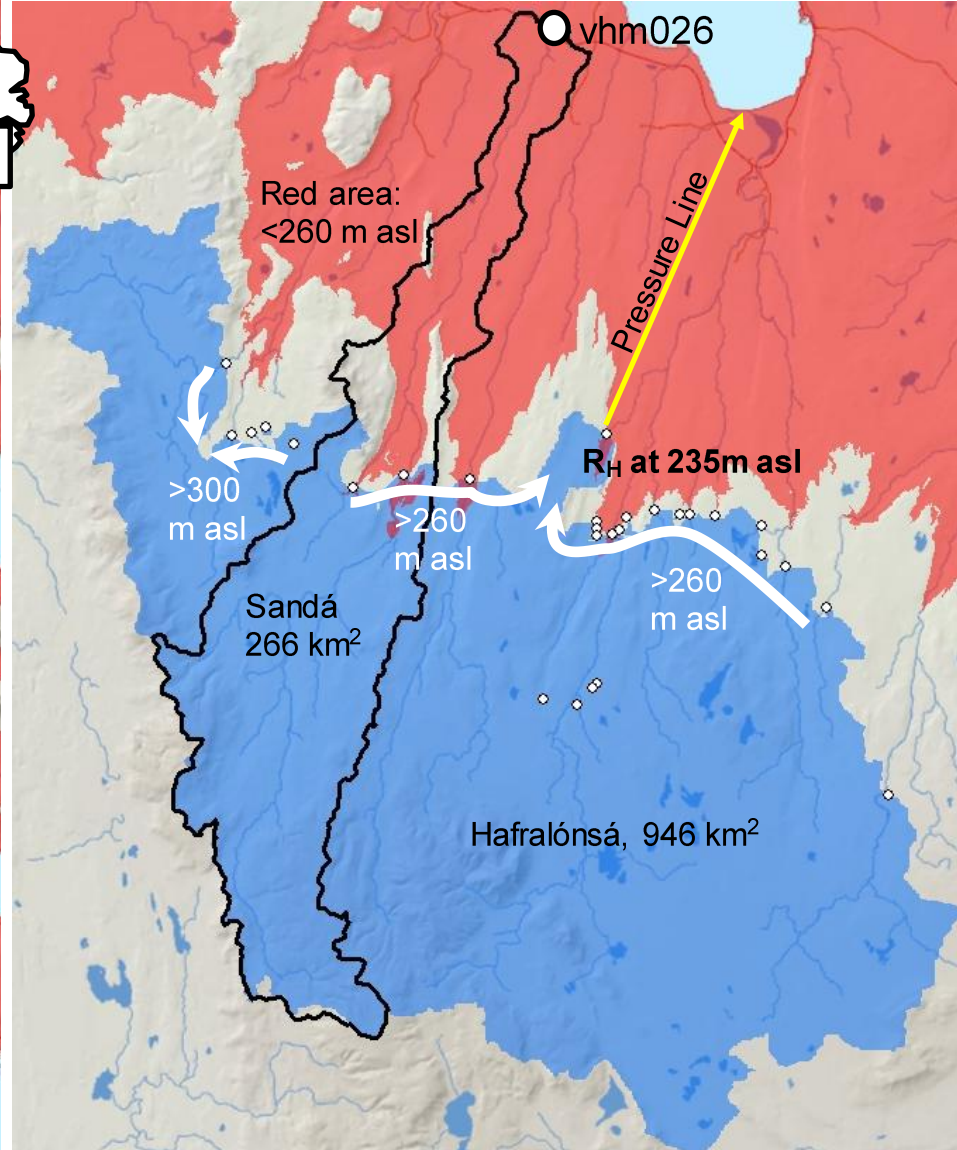 vhm026
Red area:
<260 m asl
Pressure Line
R_H at 235m asl
>300
m asl
>260
m asl
>260
m asl
Sandá
266 km²
Hafralónsá, 946 km²